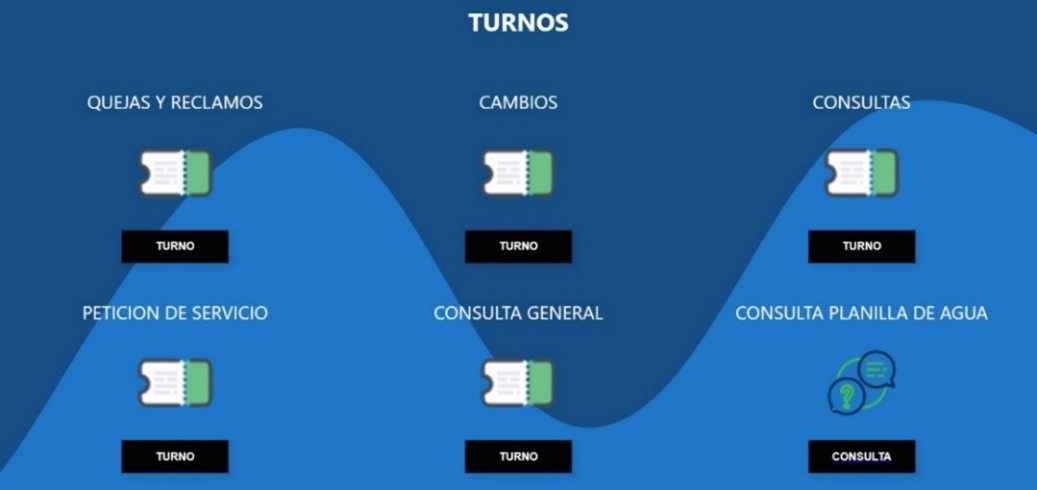 TURNOS
QUEJAS Y RECLAMOS
CAMBIOS
CONSULTAS
TURNO
TURNO
TURNO
PETICION DE SERVICIO
CONSULTA GENERAL
CONSULTA PLANILLA DE AGUA
?
TURNO
TURNO
CONSULTA